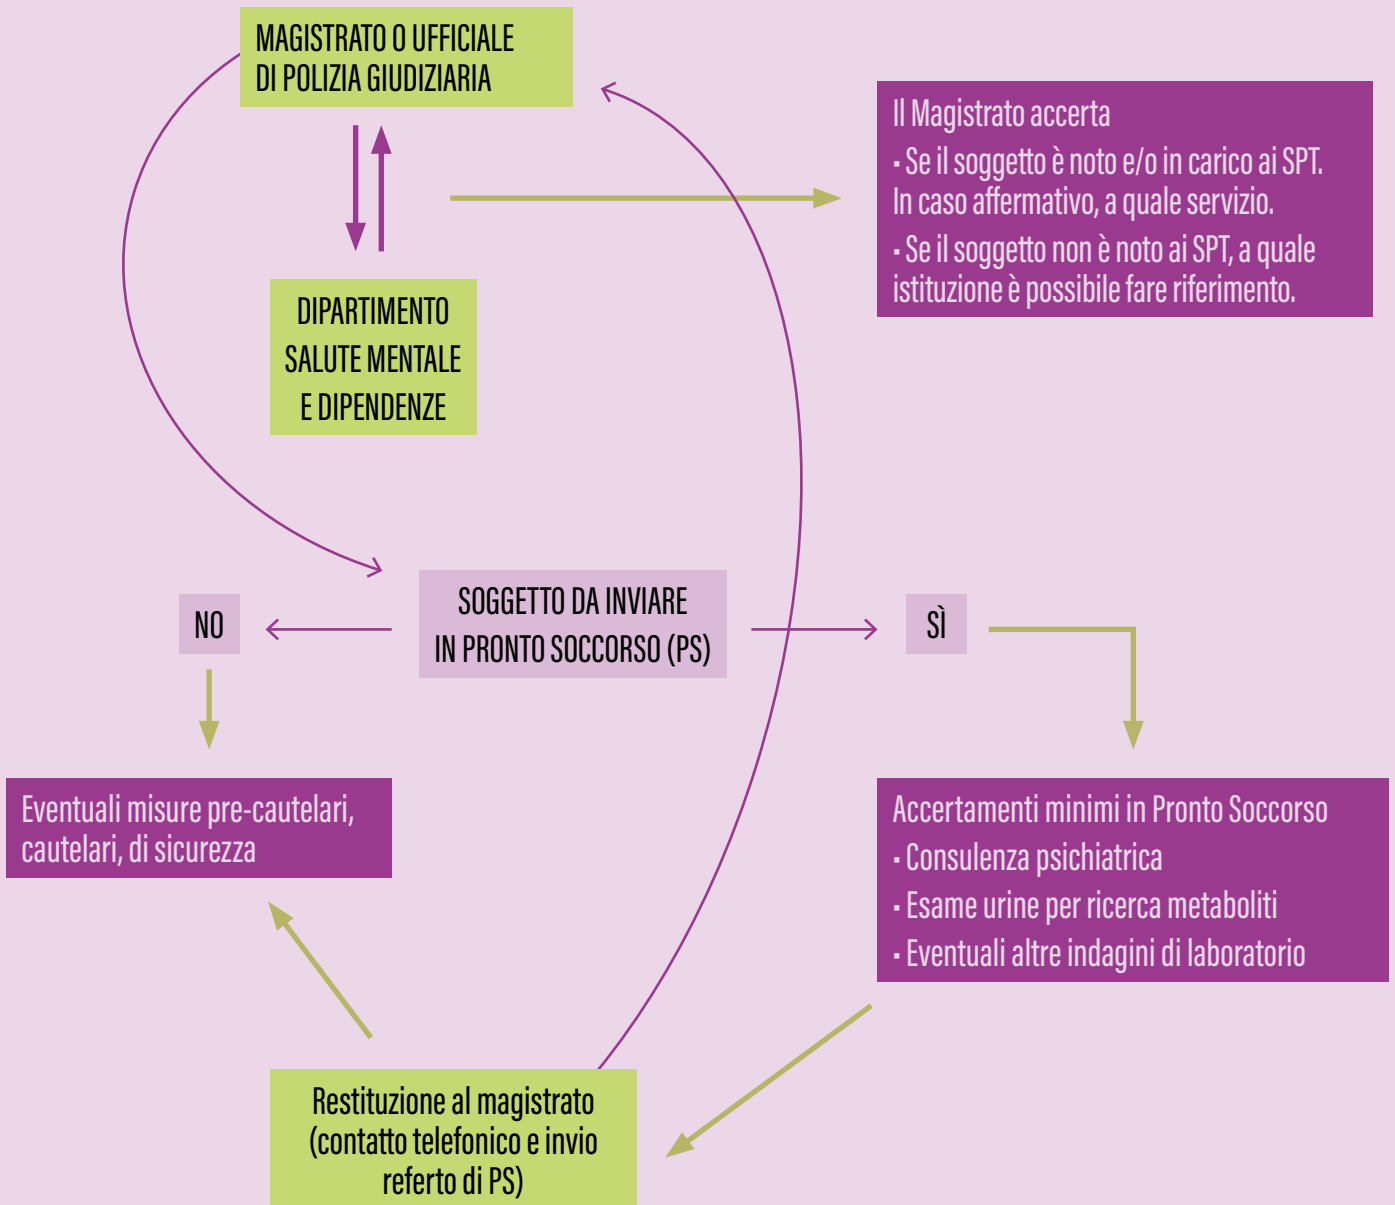 MAGISTRATO O UFFICIALE
DI POLIZIA GIUDIZIARIA
Il Magistrato accerta
• Se il soggetto è noto e/o in carico ai SPT.
In caso affermativo, a quale servizio.
• Se il soggetto non è noto ai SPT, a quale
istituzione è possibile fare riferimento.
DIPARTIMENTO
SALUTE MENTALE
E DIPENDENZE
NO
SOGGETTO DA INVIARE
IN PRONTO SOCCORSO (PS)
SÌ
Eventuali misure pre-cautelari,
cautelari, di sicurezza
Accertamenti minimi in Pronto Soccorso
• Consulenza psichiatrica
• Esame urine per ricerca metaboliti
• Eventuali altre indagini di laboratorio
Restituzione al magistrato
(contatto telefonico e invio
referto di PS)